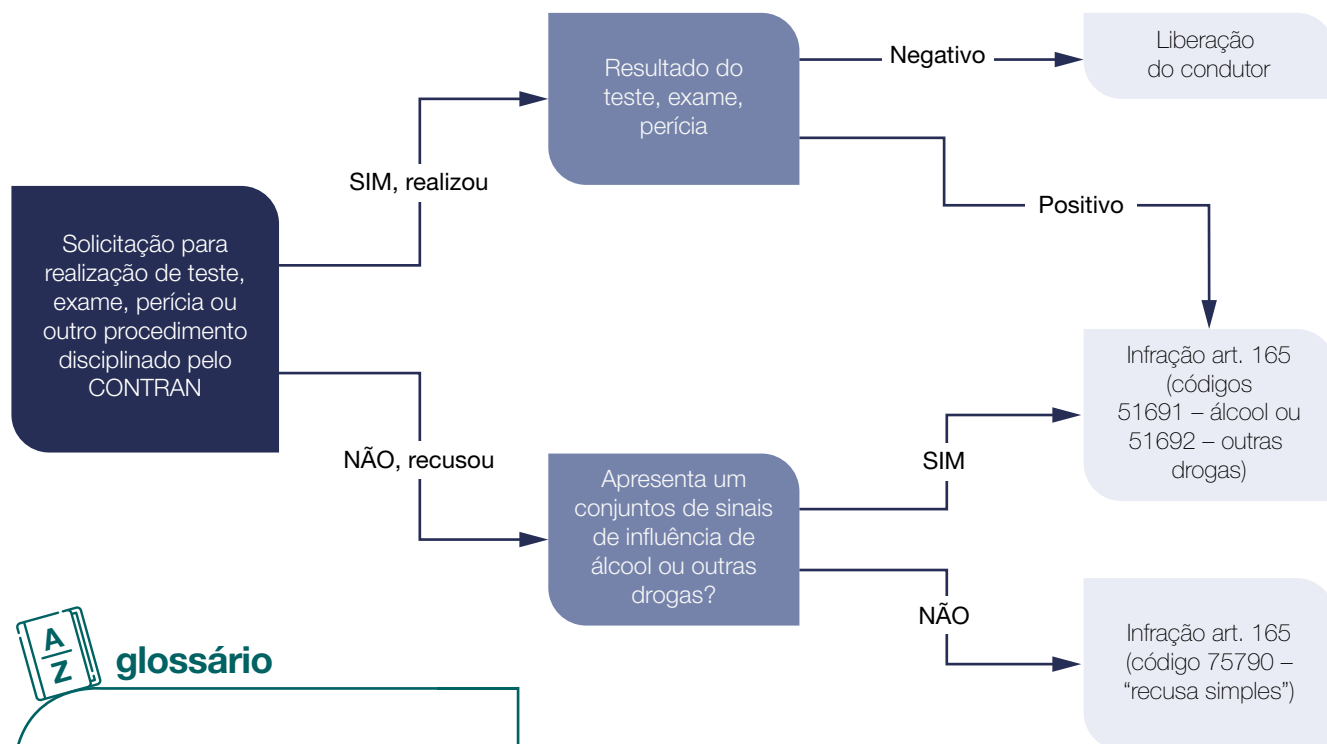 Solicitação para
realização de teste,
exame, perícia ou
outro procedimento
disciplinado pelo
CONTRAN
SIM, realizou
Resultado do
teste, exame,
perícia
Negativo
Liberação
do condutor
Positivo
Infração art. 165
(códigos
51691 – álcool ou
51692 – outras
drogas)
NÃO, recusou
Apresenta um
conjuntos de sinais
de influência de
álcool ou outras
drogas?
SIM
NÃO
Infração art. 165
(código 75790 –
“recusa simples”)
A
Z
glossário